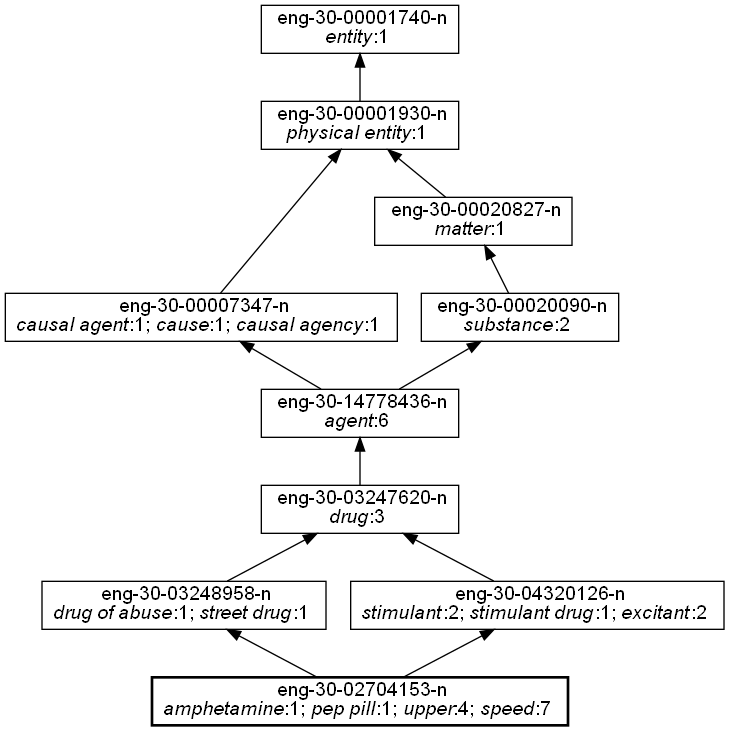 eng-30-00001740-n
entity:1
eng-30-00001930-n
physical entity:1
eng-30-00020827-n
matter:1
eng-30-00007347-n
causal agent:1; cause:1; causal agency:1
eng-30-00020090-n
substance:2
eng-30-14778436-n
agent:6
eng-30-03247620-n
drug:3
eng-30-03248958-n
drug of abuse:1; street drug:1
eng-30-04320126-n
stimulant:2; stimulant drug:1; excitant:2
eng-30-02704153-n
amphetamine:1; pep pill:1; upper:4; speed:7